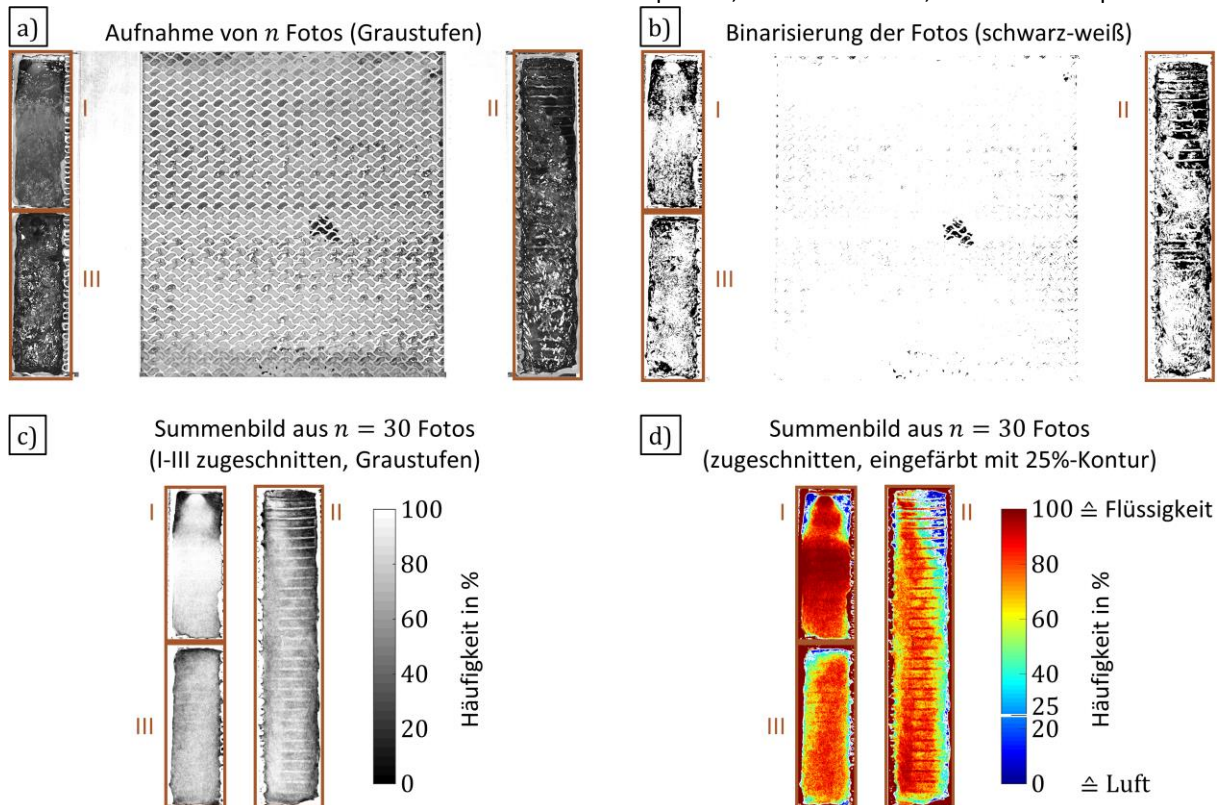 a)
Aufnahme von n Fotos (Graustufen)
I
II
III
b)
Binarisierung der Fotos (schwarz-weiß)
I
II
III
c)
Summenbild aus n = 30 Fotos
(I-III zugeschnitten, Graustufen)
I
II
III
100
80
60
40
20
0
Häufigkeit in %
d)
Summenbild aus n = 30 Fotos
(zugeschnitten, eingefärbt mit 25%-Kontur)
I
II
III
100 ≙ Flüssigkeit
80
60
40
25
20
0 ≙ Luft
Häufigkeit in %